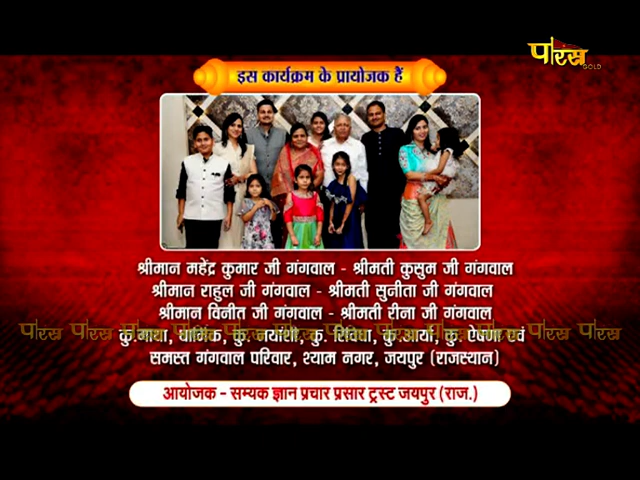 पारस
GOLD
इस कार्यक्रम के प्रायोजक हैं
श्रीमान महेंद्र कुमार जी गंगवाल - श्रीमती कुसुम जी गंगवाल
श्रीमान राहुल जी गंगवाल - श्रीमती सुनीता जी गंगवाल
श्रीमान विनीत जी गंगवाल - श्रीमती रीना जी गंगवाल
कु. धार्मिक, कु. नयांशी, कु. कु. आर्या, कु. एवं
समस्त गंगवाल परिवार, श्याम नगर, जयपुर (राजस्थान)
आयोजक - सम्यक ज्ञान प्रचार प्रसार ट्रस्ट जयपुर (राज.)